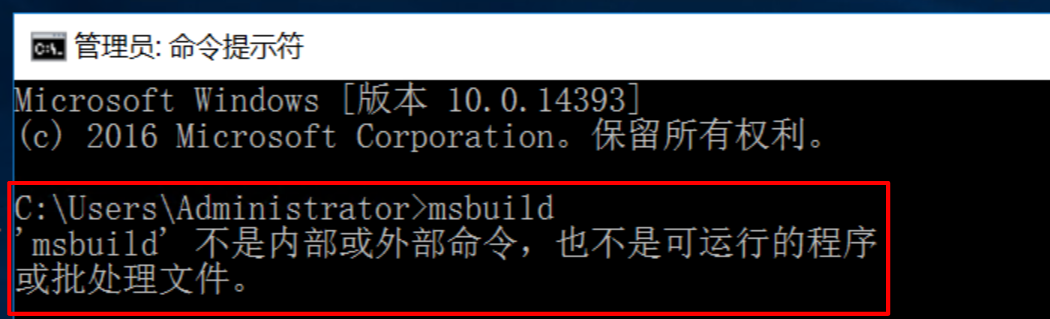 管理员: 命令提示符
Microsoft Windows [版本 10.0.14393]
(c) 2016 Microsoft Corporation。保留所有权利。
C:\Users\Administrator>msbuild
'msbuild' 不是内部或外部命令，也不是可运行的程序
或批处理文件。